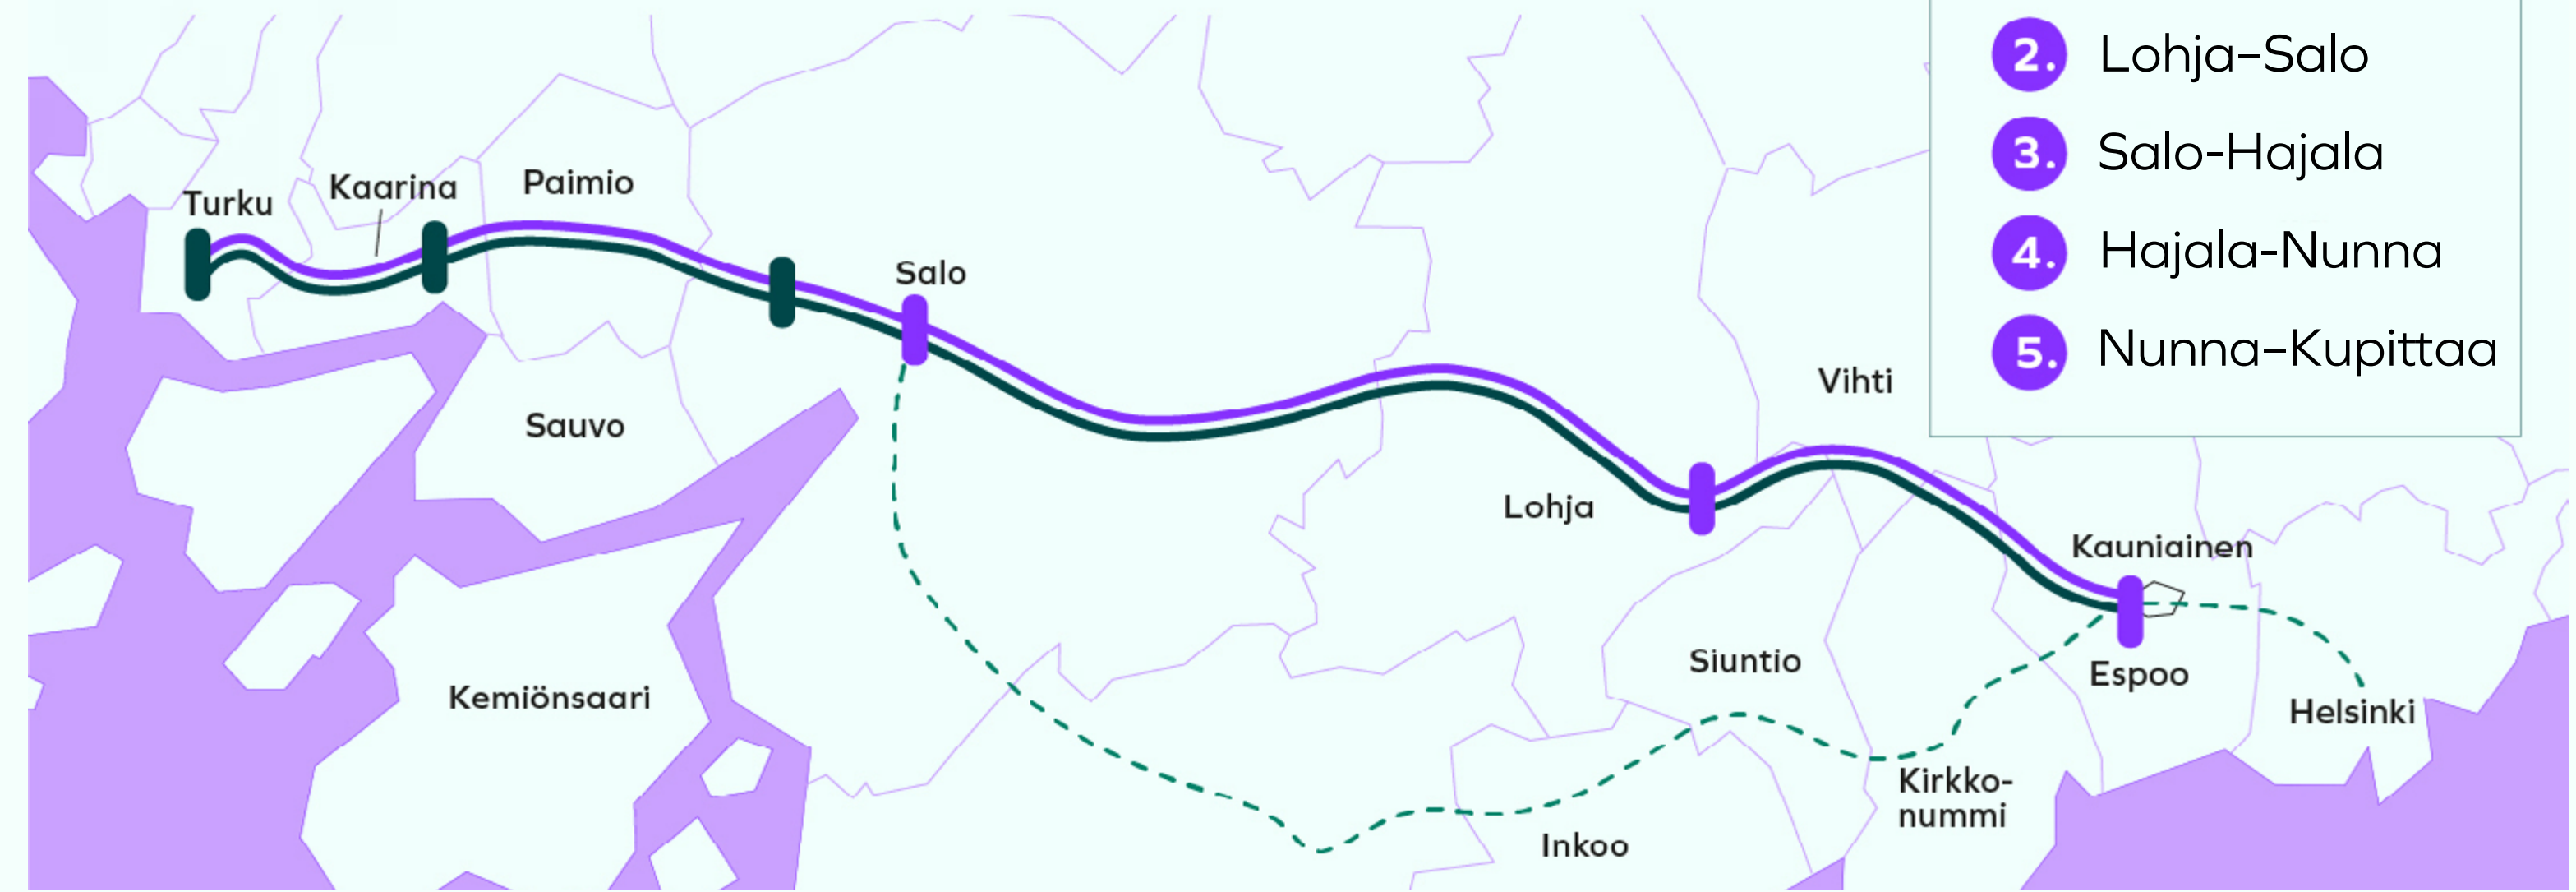 2. Lohja–Salo
3. Salo-Hajala
4. Hajala-Nunna
5. Nunna–Kupittaa
Turku
Kaarina
Paimio
Salo
Sauvo
Vihti
Lohja
Kauniainen
Siuntio
Espoo
Kemiönsaari
Helsinki
Kirkko-
nummi
Inkoo